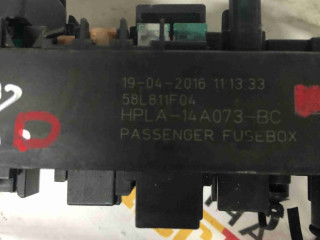 19-04-2016 11.13.33
58L811F04
HPLA-14A073-BC
PASSENGER FUSEBOX
D